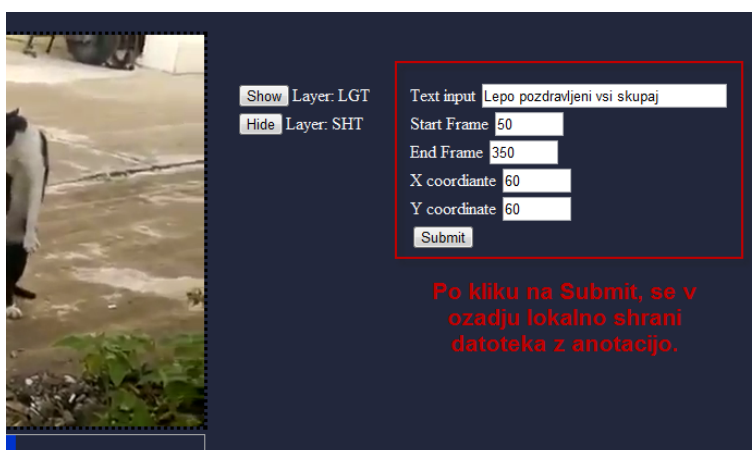 Show Layer: LGT
Hide Layer: SHT
Text input Lepo pozdravljeni vsi skupaj
Start Frame 50
End Frame 350
X coordiante 60
Y coordinate 60
Submit
Po kliku na Submit, se v
ozadju lokalno shrani
datoteka z anotacijo.